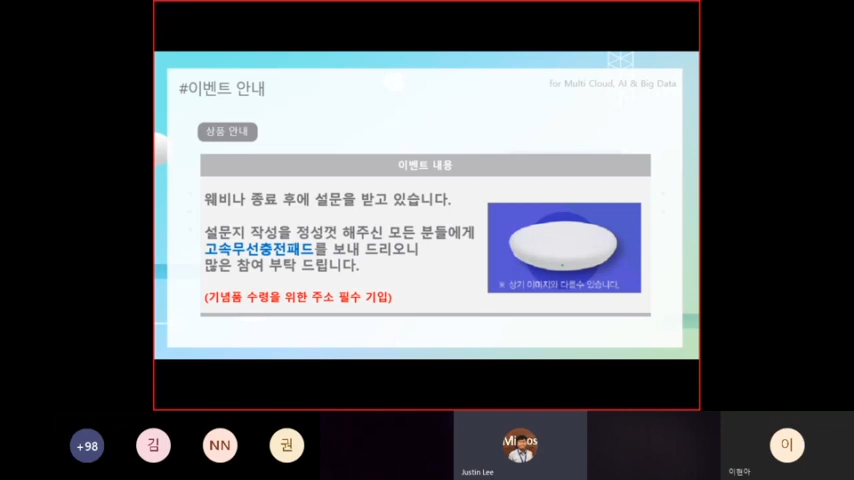 #이벤트 안내
for Multi Cloud, AI & Big Data
상품 안내
이벤트 내용
웨비나 종료 후에 설문을 받고 있습니다.
설문지 작성을 정성껏 해주신 모든 분들에게
고속무선충전패드를 보내 드리오니
많은 참여 부탁 드립니다.
(기념품 수령을 위한 주소 필수 기입)
※ 상기 이미지와 다를수 있습니다.
+98
김
NN
권
Justin Lee
이
이현아